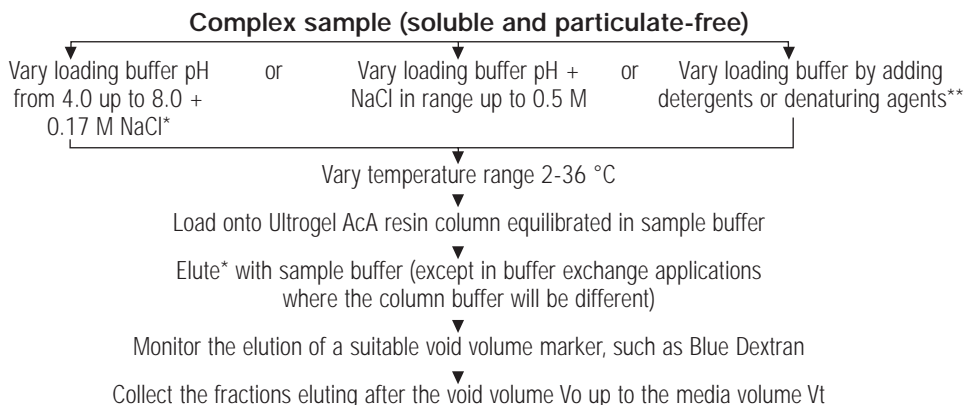 Complex sample (soluble and particulate-free)
Vary loading buffer pH
from 4.0 up to 8.0 +
0.17 M NaCl*
or
Vary loading buffer pH +
NaCl in range up to 0.5 M
or
Vary loading buffer by adding
detergents or denaturing agents**
Vary temperature range 2-36 °C
Load onto Ultrogel AcA resin column equilibrated in sample buffer
Elute* with sample buffer (except in buffer exchange applications
where the column buffer will be different)
Monitor the elution of a suitable void volume marker, such as Blue Dextran
Collect the fractions eluting after the void volume Vo up to the media volume Vt